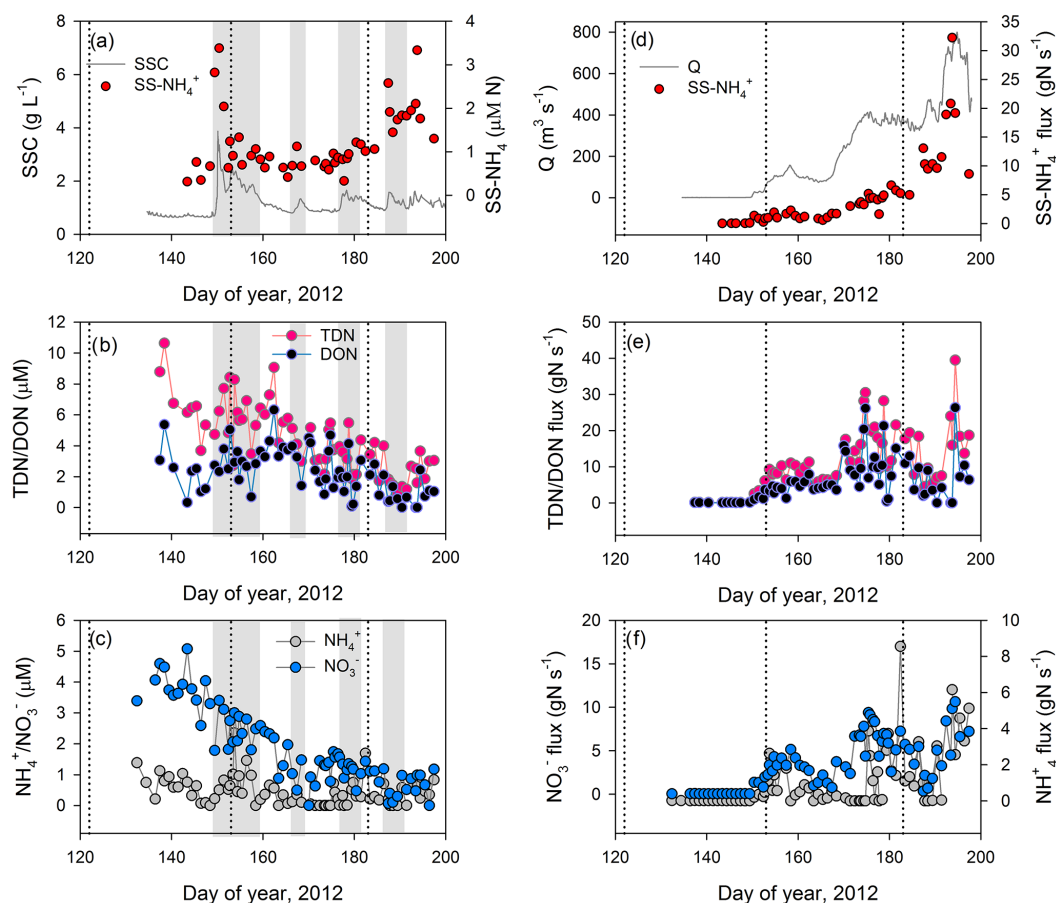 (a)
SSC
SS-NH₄⁺
SSC (g L⁻¹)
8
6
4
2
0
SS-NH₄ (µM N)
4
3
2
1
0
120 140 160 180 200
Day of year, 2012
(d)
Q
SS-NH₄⁺
Q (m³ s⁻¹)
800
600
400
200
0
SS-NH₄⁺ flux (gN s⁻¹)
35
30
25
20
15
10
5
0
120 140 160 180 200
Day of year, 2012
(b)
TDN
DON
TDN/DON (µM)
12
10
8
6
4
2
0
120 140 160 180 200
Day of year, 2012
(e)
TDN/DON flux (gN s⁻¹)
50
40
30
20
10
0
120 140 160 180 200
Day of year, 2012
(c)
NH₄⁺
NO₃⁻
NH₄⁺/NO₃⁻ (µM)
6
5
4
3
2
1
0
120 140 160 180 200
Day of year, 2012
(f)
NO₃⁻ flux (gN s⁻¹)
20
15
10
5
0
NH₄⁺ flux (gN s⁻¹)
10
8
6
4
2
0
120 140 160 180 200
Day of year, 2012